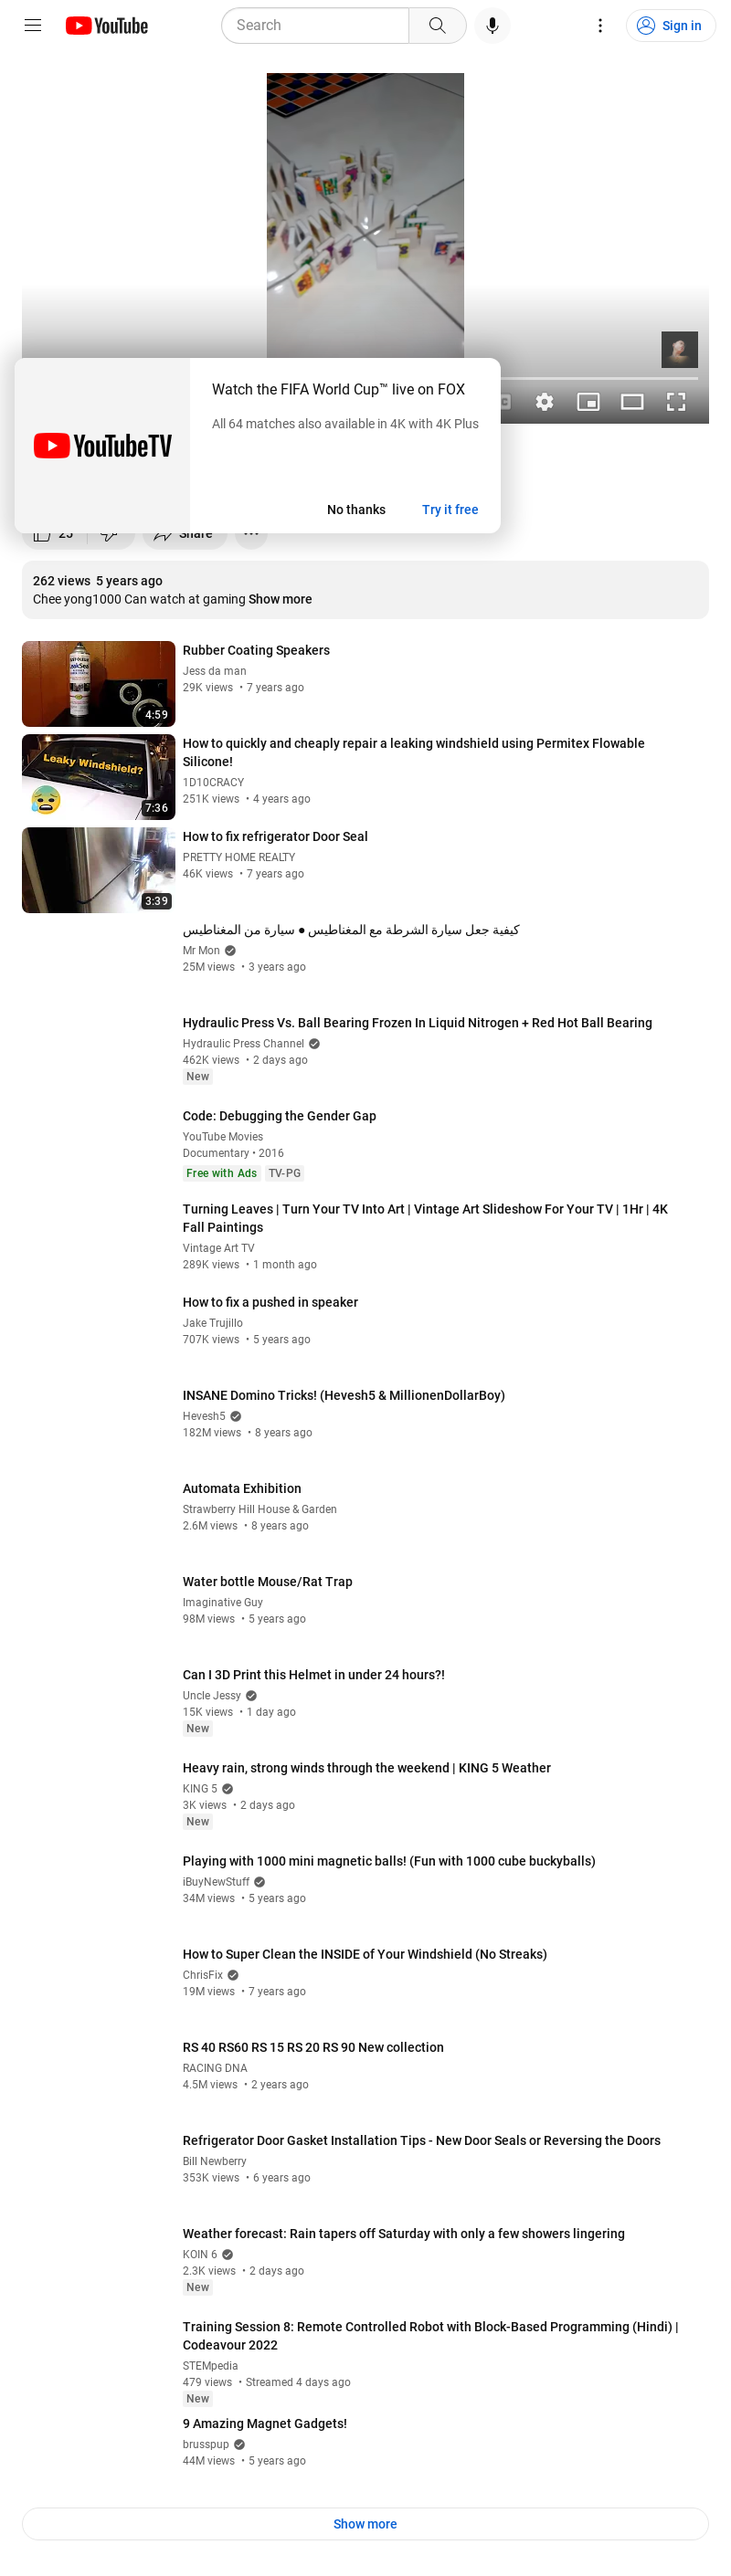 YouTube
Search
Sign in
Watch the FIFA World Cup™ live on FOX
All 64 matches also available in 4K with 4K Plus
YouTubeTV
No thanks
Try it free
25
Share
262 views 5 years ago
Chee yong1000 Can watch at gaming Show more
Rubber Coating Speakers
Jess da man
29K views • 7 years ago
4:59
How to quickly and cheaply repair a leaking windshield using Permitex Flowable
Silicone!
1D10CRACY
251K views • 4 years ago
Leaky Windshield?
7:36
How to fix refrigerator Door Seal
PRETTY HOME REALTY
46K views • 7 years ago
3:39
كيفية جعل سيارة الشرطة مع المغناطيس ● سيارة من المغناطيس
Mr Mon
25M views • 3 years ago
Hydraulic Press Vs. Ball Bearing Frozen In Liquid Nitrogen + Red Hot Ball Bearing
Hydraulic Press Channel
462K views • 2 days ago
New
Code: Debugging the Gender Gap
YouTube Movies
Documentary • 2016
Free with Ads TV-PG
Turning Leaves | Turn Your TV Into Art | Vintage Art Slideshow For Your TV | 1Hr | 4K
Fall Paintings
Vintage Art TV
289K views • 1 month ago
How to fix a pushed in speaker
Jake Trujillo
707K views • 5 years ago
INSANE Domino Tricks! (Hevesh5 & MillionenDollarBoy)
Hevesh5
182M views • 8 years ago
Automata Exhibition
Strawberry Hill House & Garden
2.6M views • 8 years ago
Water bottle Mouse/Rat Trap
Imaginative Guy
98M views • 5 years ago
Can I 3D Print this Helmet in under 24 hours?!
Uncle Jessy
15K views • 1 day ago
New
Heavy rain, strong winds through the weekend | KING 5 Weather
KING 5
3K views • 2 days ago
New
Playing with 1000 mini magnetic balls! (Fun with 1000 cube buckyballs)
iBuyNewStuff
34M views • 5 years ago
How to Super Clean the INSIDE of Your Windshield (No Streaks)
ChrisFix
19M views • 7 years ago
RS 40 RS60 RS 15 RS 20 RS 90 New collection
RACING DNA
4.5M views • 2 years ago
Refrigerator Door Gasket Installation Tips - New Door Seals or Reversing the Doors
Bill Newberry
353K views • 6 years ago
Weather forecast: Rain tapers off Saturday with only a few showers lingering
KOIN 6
2.3K views • 2 days ago
New
Training Session 8: Remote Controlled Robot with Block-Based Programming (Hindi) |
Codeavour 2022
STEMpedia
479 views • Streamed 4 days ago
New
9 Amazing Magnet Gadgets!
brusspup
44M views • 5 years ago
Show more